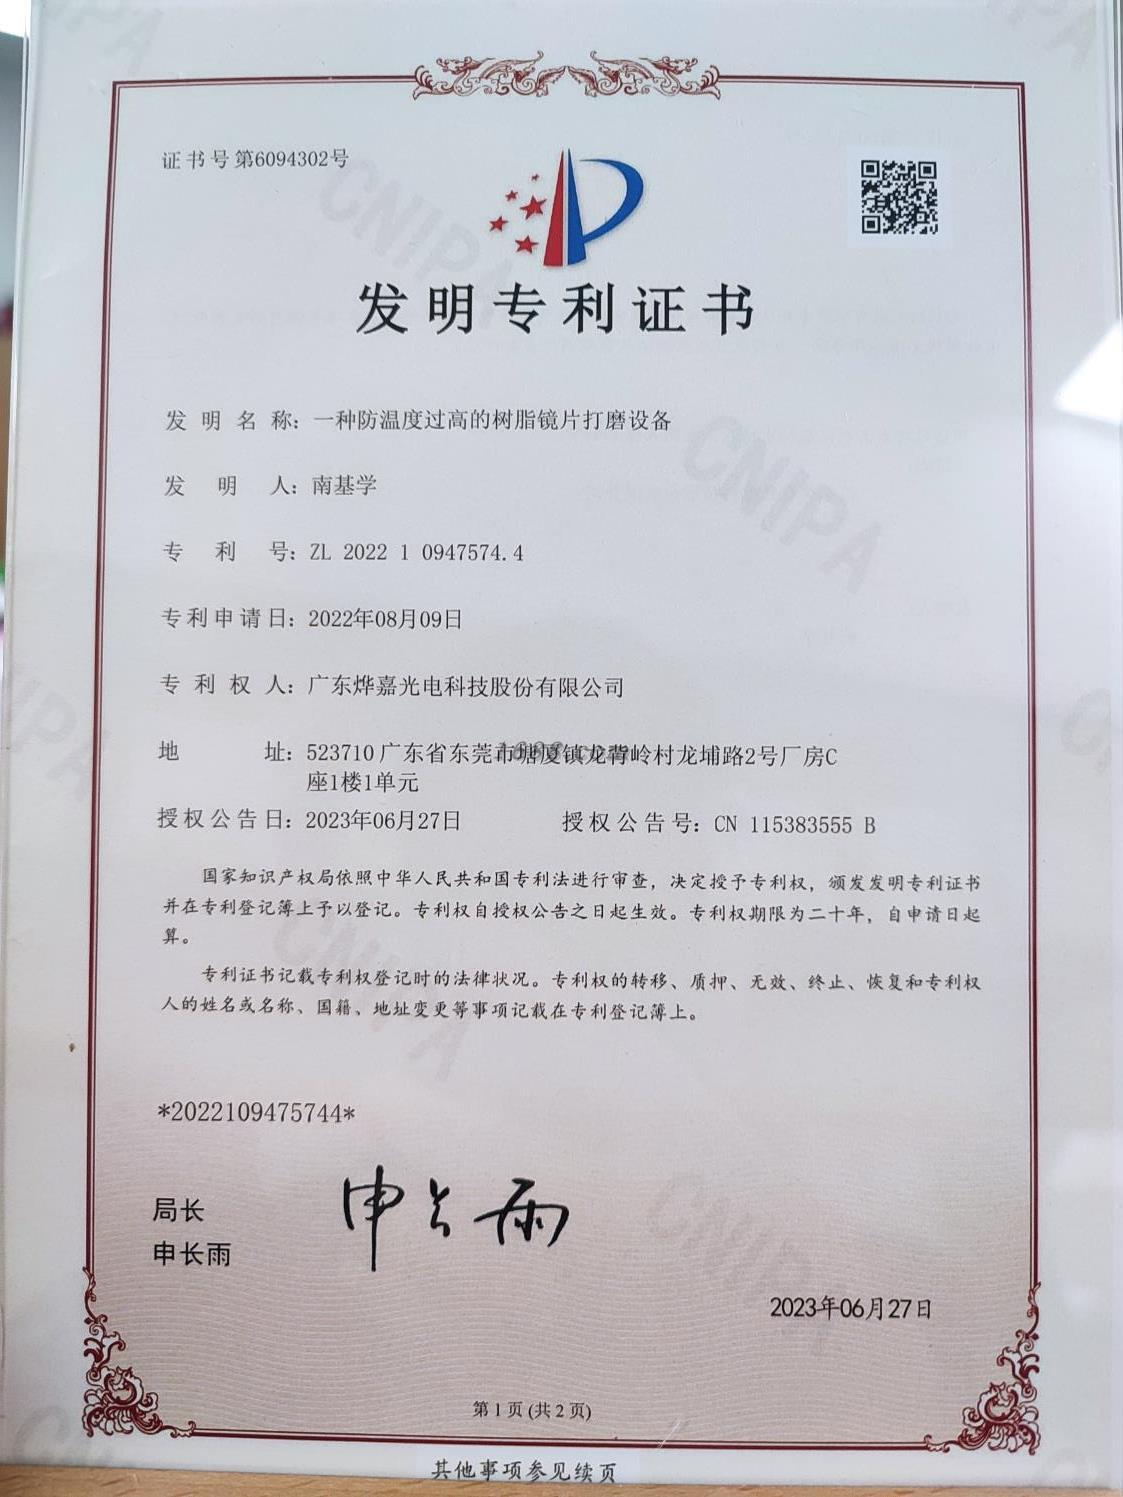 证书号第6094302号
发明专利证书
发明名称：一种防温度过高的树脂镜片打磨设备
发明人：南基学
专利号：ZL 2022 1 0947574.4
专利申请日：2022年08月09日
专利权人：广东烨嘉光电科技股份有限公司
地址：523710 广东省东莞市塘厦镇龙背岭村龙埔路2号厂房C
座1楼1单元
授权公告日：2023年06月27日 授权公告号：CN 115383555 B
国家知识产权局依照中华人民共和国专利法进行审查，决定授予专利权，颁发发明专利证书
并在专利登记簿上予以登记。专利权自授权公告之日起生效。专利权期限为二十年，自申请日起
算。
专利证书记载专利权登记时的法律状况。专利权的转移、质押、无效、终止、恢复和专利权
人的姓名或名称、国籍、地址变更等事项记载在专利登记簿上。
*2022109475744*
局长
申长雨
申长雨
2023年06月27日
第1页(共2页)
其他事项参见续页
CNIPA
CNIPA
CNIPA
CNIPA